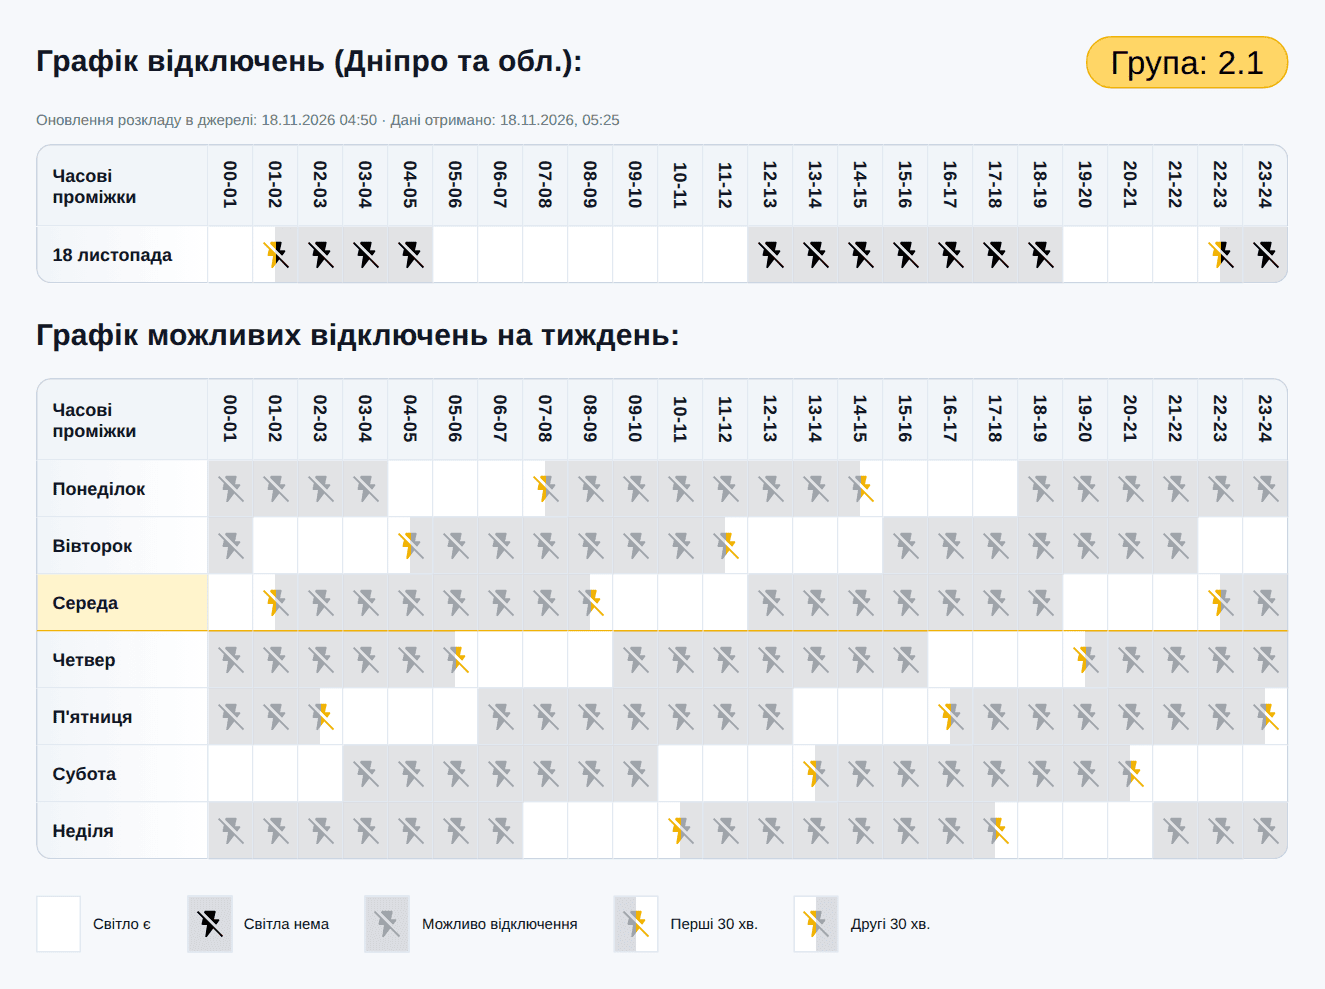 Графік відключень (Дніпро та обл.):
Група: 2.1
Оновлення розкладу в джерелі: 18.11.2026 04:50 · Дані отримано: 18.11.2026, 05:25
Часові
проміжки
00-01 01-02 02-03 03-04 04-05 05-06 06-07 07-08 08-09 09-10 10-11 11-12 12-13 13-14 14-15 15-16 16-17 17-18 18-19 19-20 20-21 21-22 22-23 23-24
18 листопада
Графік можливих відключень на тиждень:
Часові
проміжки
00-01 01-02 02-03 03-04 04-05 05-06 06-07 07-08 08-09 09-10 10-11 11-12 12-13 13-14 14-15 15-16 16-17 17-18 18-19 19-20 20-21 21-22 22-23 23-24
Понеділок
Вівторок
Середа
Четвер
П'ятниця
Субота
Неділя
Світло є
Світла нема
Можливо відключення
Перші 30 хв.
Другі 30 хв.